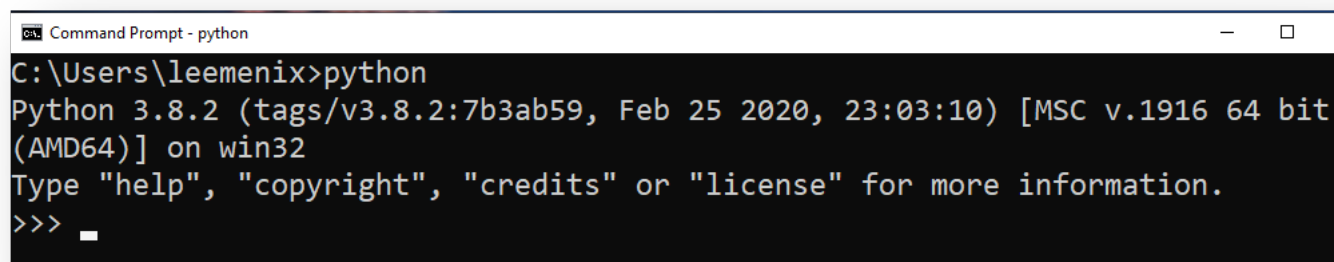 Command Prompt - python
C:\Users\leemenix>python
Python 3.8.2 (tags/v3.8.2:7b3ab59, Feb 25 2020, 23:03:10) [MSC v.1916 64 bit
(AMD64)] on win32
Type "help", "copyright", "credits" or "license" for more information.
>>>